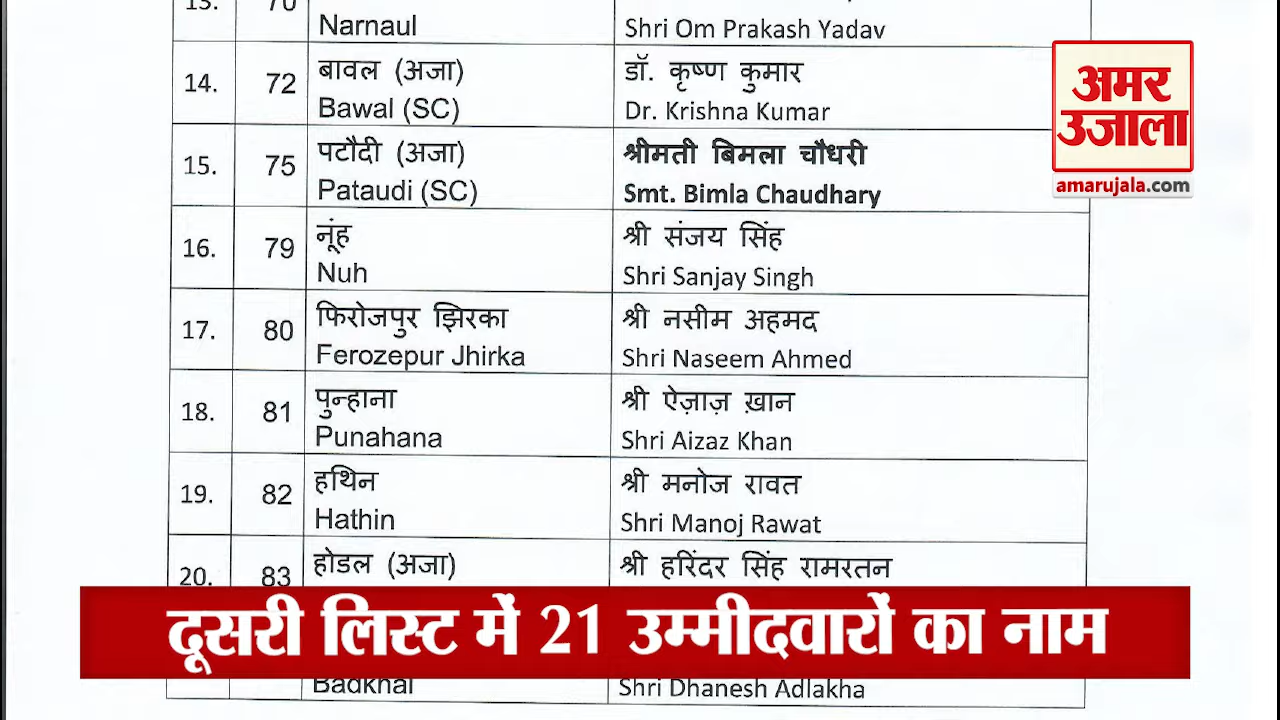 13. 70
Narnaul Shri Om Prakash Yadav
14. 72 बावल (अजा) डॉ. कृष्ण कुमार
Bawal (SC) Dr. Krishna Kumar
15. 75 पटौदी (अजा) श्रीमती बिमला चौधरी
Pataudi (SC) Smt. Bimla Chaudhary
16. 79 नूंह श्री संजय सिंह
Nuh Shri Sanjay Singh
17. 80 फिरोजपुर झिरका श्री नसीम अहमद
Ferozepur Jhirka Shri Naseem Ahmed
18. 81 पुन्हाना श्री ऐज़ाज़ ख़ान
Punahana Shri Aizaz Khan
19. 82 हथिन श्री मनोज रावत
Hathin Shri Manoj Rawat
20. 83 होडल (अजा) श्री हरिंदर सिंह रामरतन
Badkhal Shri Dhanesh Adlakha
अमर
उजाला
amarujala.com
दूसरी लिस्ट में 21 उम्मीदवारों का नाम